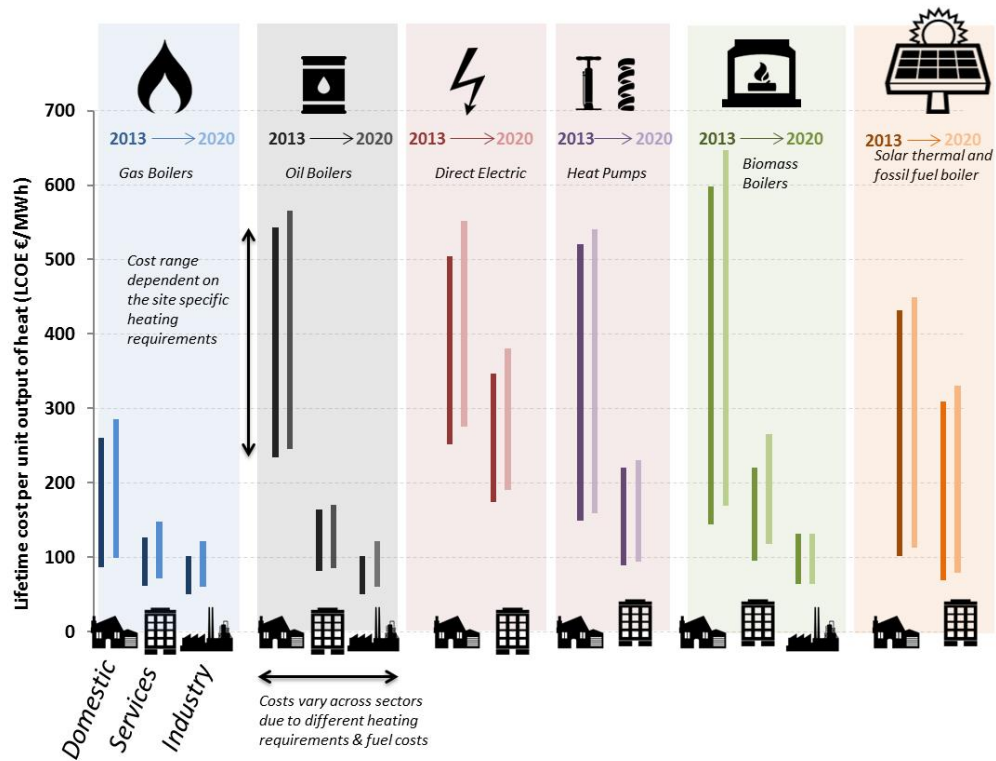 Lifetime cost per unit output of heat (LCOE €/MWh)
700
600
500
400
300
200
100
0
2013 2020
Gas Boilers
2013 2020
Oil Boilers
2013 2020
Direct Electric
2013 2020
Heat Pumps
2013 2020
Biomass
Boilers
2013 2020
Solar thermal and
fossil fuel boiler
Cost range
dependent on
the site specific
heating
requirements
Domestic
Services
Industry
Costs vary across sectors
due to different heating
requirements & fuel costs